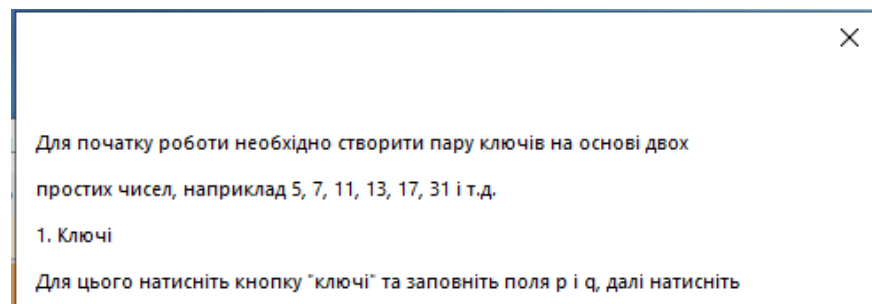 Для початку роботи необхідно створити пару ключів на основі двох
простих чисел, наприклад 5, 7, 11, 13, 17, 31 і т.д.
1. Ключі
Для цього натисніть кнопку "ключі" та заповніть поля p і q, далі натисніть